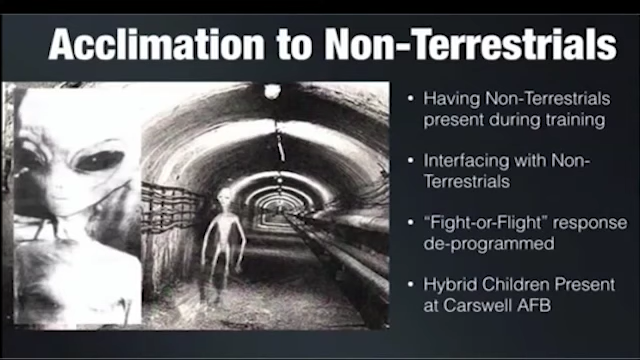 Acclimation to Non-Terrestrials
• Having Non-Terrestrials
present during training
• Interfacing with Non-
Terrestrials
• “Fight-or-Flight” response
de-programmed
• Hybrid Children Present
at Carswell AFB